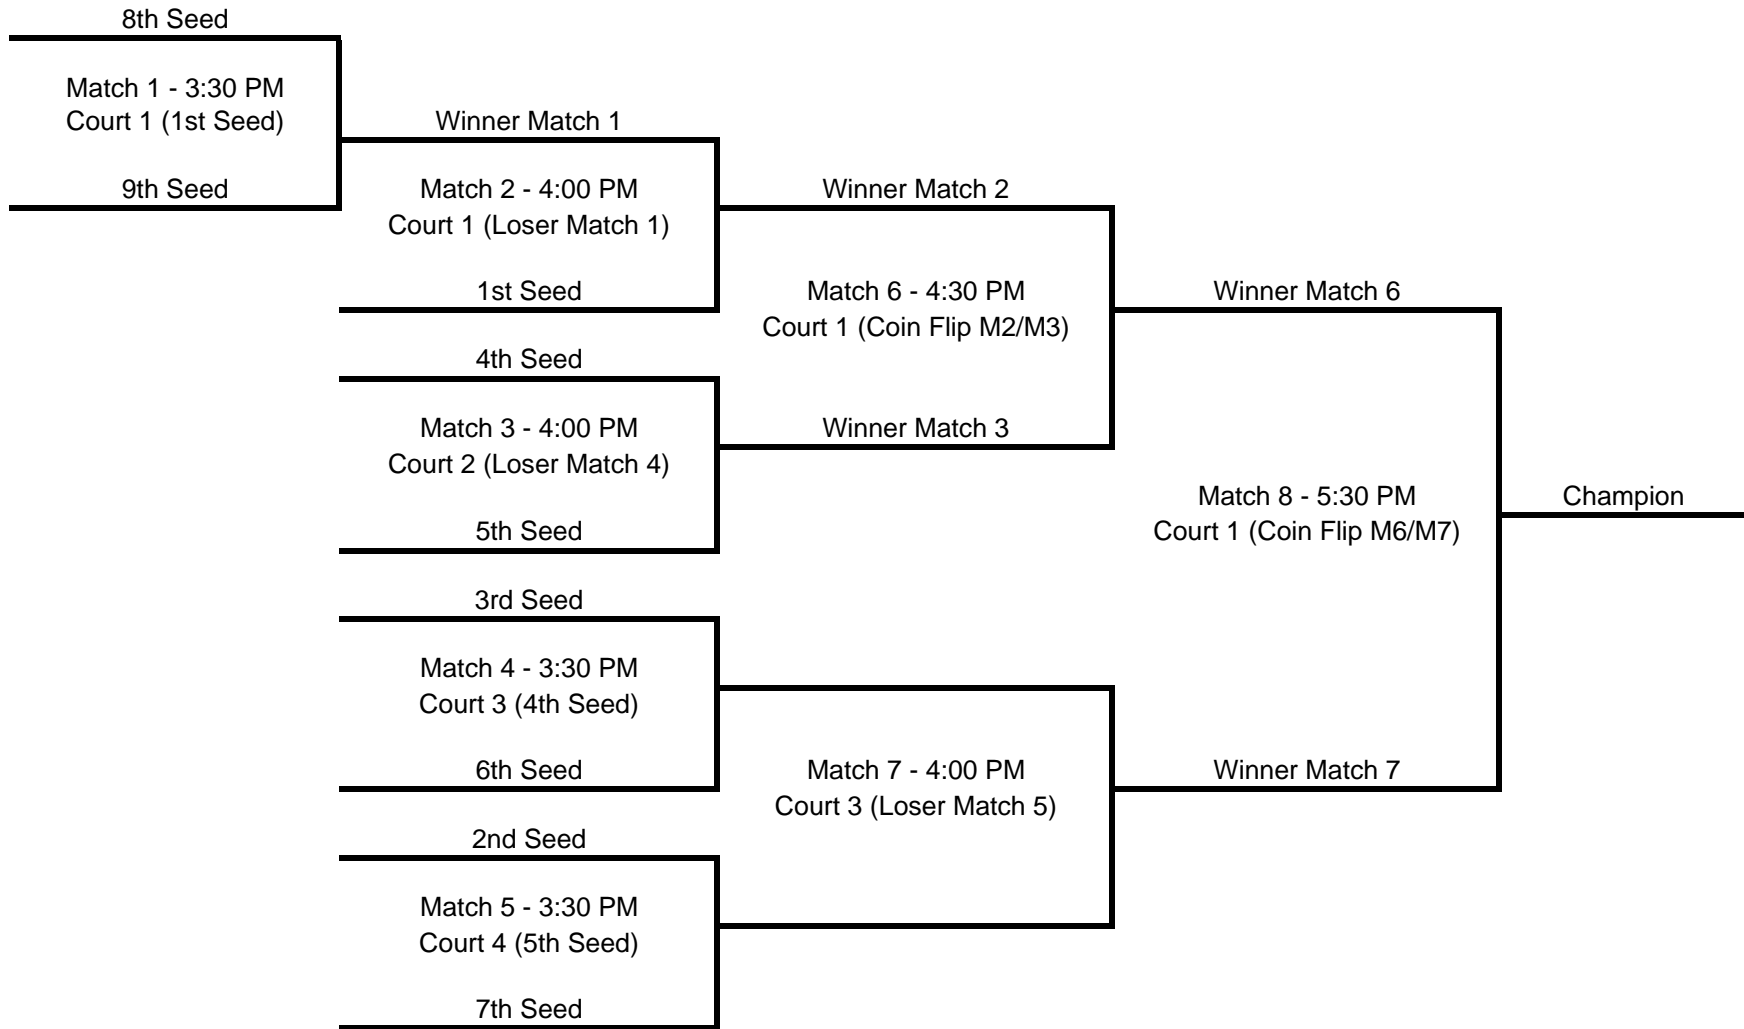 8th Seed
Match 1 - 3:30 PM
Court 1 (1st Seed)
9th Seed
Winner Match 1
Match 2 - 4:00 PM
Court 1 (Loser Match 1)
1st Seed
4th Seed
Match 3 - 4:00 PM
Court 2 (Loser Match 4)
5th Seed
3rd Seed
Match 4 - 3:30 PM
Court 3 (4th Seed)
6th Seed
2nd Seed
Match 5 - 3:30 PM
Court 4 (5th Seed)
7th Seed
Winner Match 2
Match 6 - 4:30 PM
Court 1 (Coin Flip M2/M3)
Winner Match 3
Match 7 - 4:00 PM
Court 3 (Loser Match 5)
Winner Match 6
Match 8 - 5:30 PM
Court 1 (Coin Flip M6/M7)
Winner Match 7
Champion